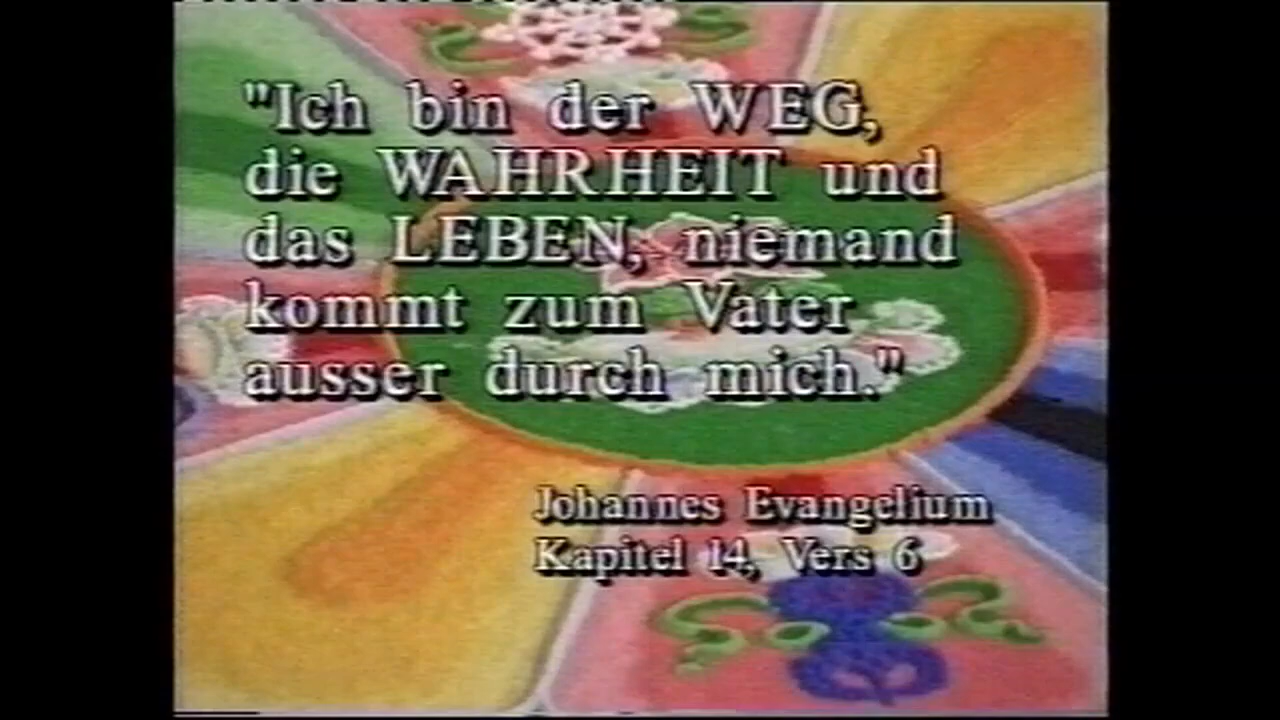 "Ich bin der WEG,
die WAHRHEIT und
das LEBEN, niemand
kommt zum Vater
ausser durch mich."
Johannes Evangelium
Kapitel 14, Vers 6